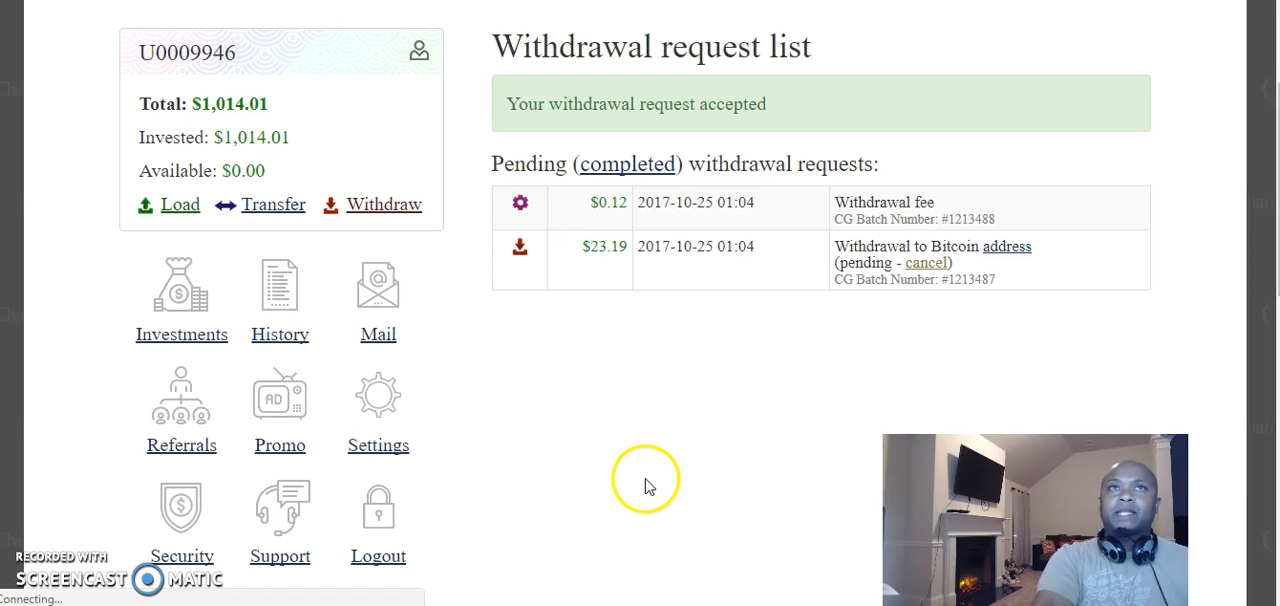 U0009946
Total: $1,014.01
Invested: $1,014.01
Available: $0.00
Load Transfer Withdraw
Investments History Mail
Referrals AD Promo Settings
Security Support Logout
Withdrawal request list
Your withdrawal request accepted
Pending (completed) withdrawal requests:
$0.12 2017-10-25 01:04 Withdrawal fee
CG Batch Number: #1213488
$23.19 2017-10-25 01:04 Withdrawal to Bitcoin address
(pending - cancel)
CG Batch Number: #1213487
RECORDED WITH
SCREENCAST MATIC
Connecting...